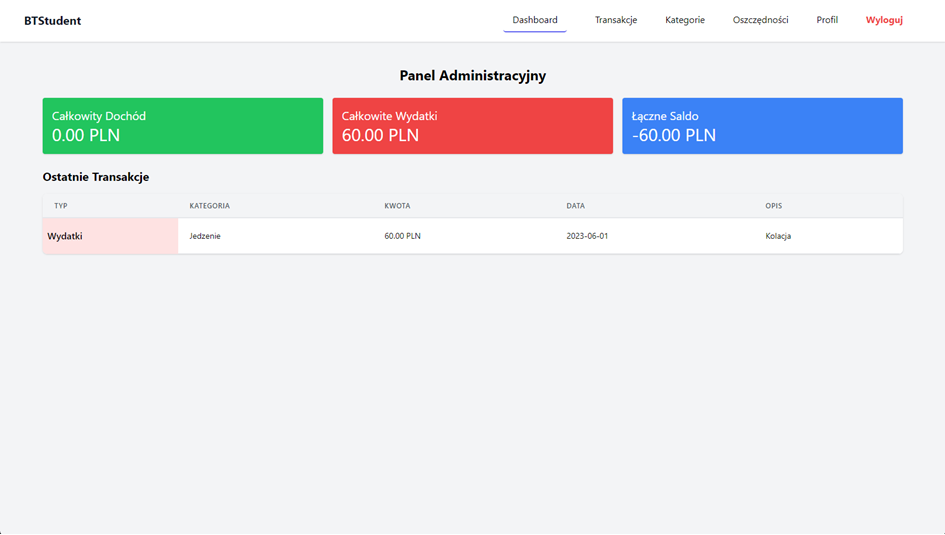 BTStudent Dashboard Transakcje Kategorie Oszczędności Profil Wyloguj
Panel Administracyjny
Całkowity Dochód
0.00 PLN
Całkowite Wydatki
60.00 PLN
Łączne Saldo
-60.00 PLN
Ostatnie Transakcje
TYP KATEGORIA KWOTA DATA OPIS
Wydatki Jedzenie 60.00 PLN 2023-06-01 Kolacja